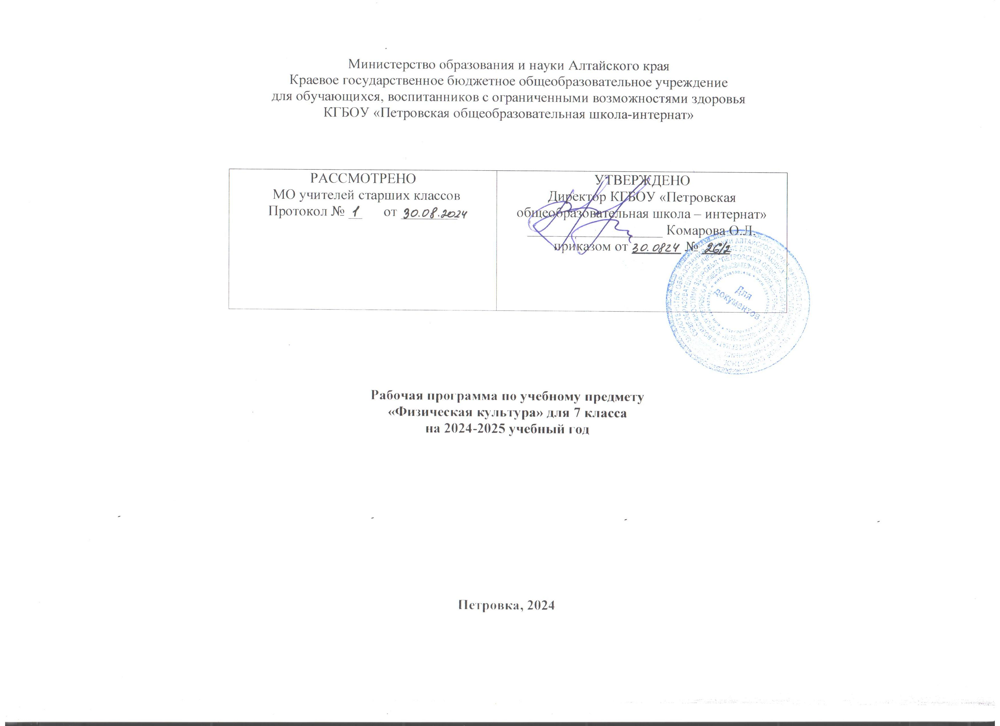 Министерство образования и науки Алтайского края
Краевое государственное бюджетное общеобразовательное учреждение
для обучающихся, воспитанников с ограниченными возможностями здоровья
КГБОУ «Петровская общеобразовательная школа-интернат»
РАССМОТРЕНО
МО учителей старших классов
Протокол № 1 от 30.08.2024
УТВЕРЖДЕНО
Директор КГБОУ «Петровская
общеобразовательная школа – интернат»
Комарова О.Л.
приказом от 30.0824 № 26/2
Для
документов
Рабочая программа по учебному предмету
«Физическая культура» для 7 класса
на 2024-2025 учебный год
Петровка, 2024